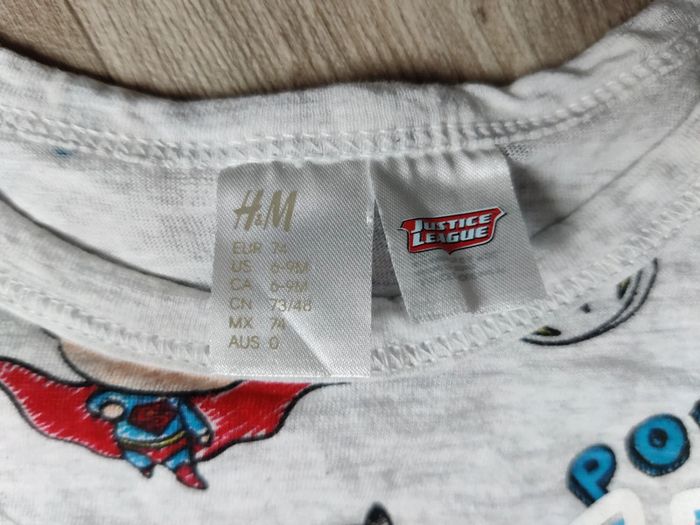 H&M
EUR 74
US 6-9M
CA 6-9M
CN 73/48
MX 74
AUS 0
JUSTICE
LEAGUE